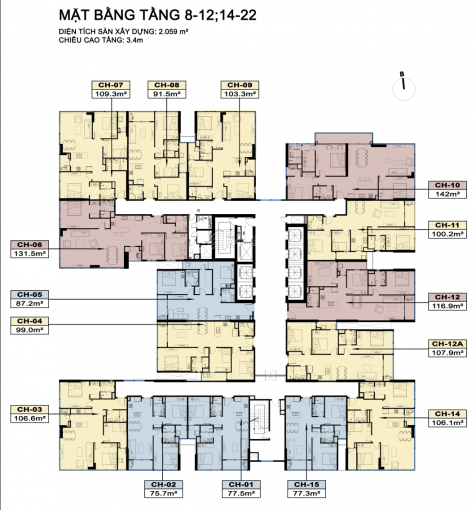 MẶT BẰNG TẦNG 8-12;14-22
DIỆN TÍCH SÀN XÂY DỰNG: 2.059 m²
CHIỀU CAO TẦNG: 3.4m
B
CH-07
109.3m²
CH-08
91.5m²
CH-09
103.3m²
CH-10
142m²
CH-11
100.2m²
CH-06
131.5m²
CH-05
87.2m²
CH-12
116.9m²
CH-04
99.0m²
CH-12A
107.9m²
CH-03
106.6m²
CH-14
106.1m²
CH-02
75.7m²
CH-01
77.5m²
CH-15
77.3m²